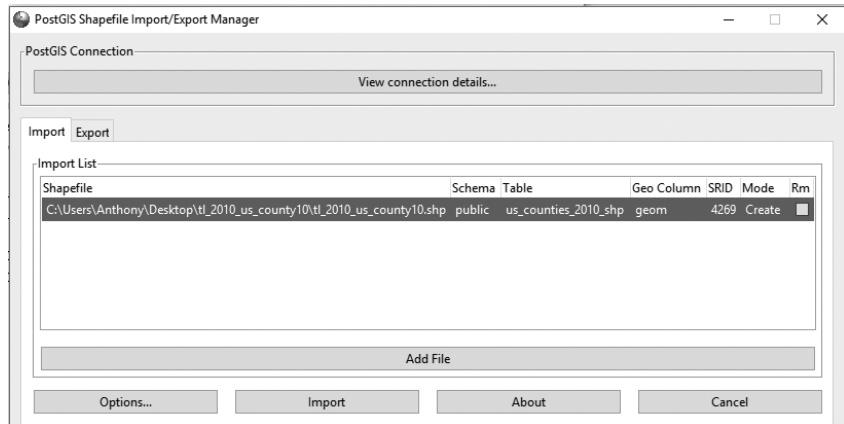 PostGIS Shapefile Import/Export Manager
PostGIS Connection
View connection details...
Import Export
Import List
Shapefile Schema Table Geo Column SRID Mode Rm
C:\Users\Anthony\Desktop\tl_2010_us_county10\tl_2010_us_county10.shp public us_counties_2010_shp geom 4269 Create
Add File
Options... Import About Cancel